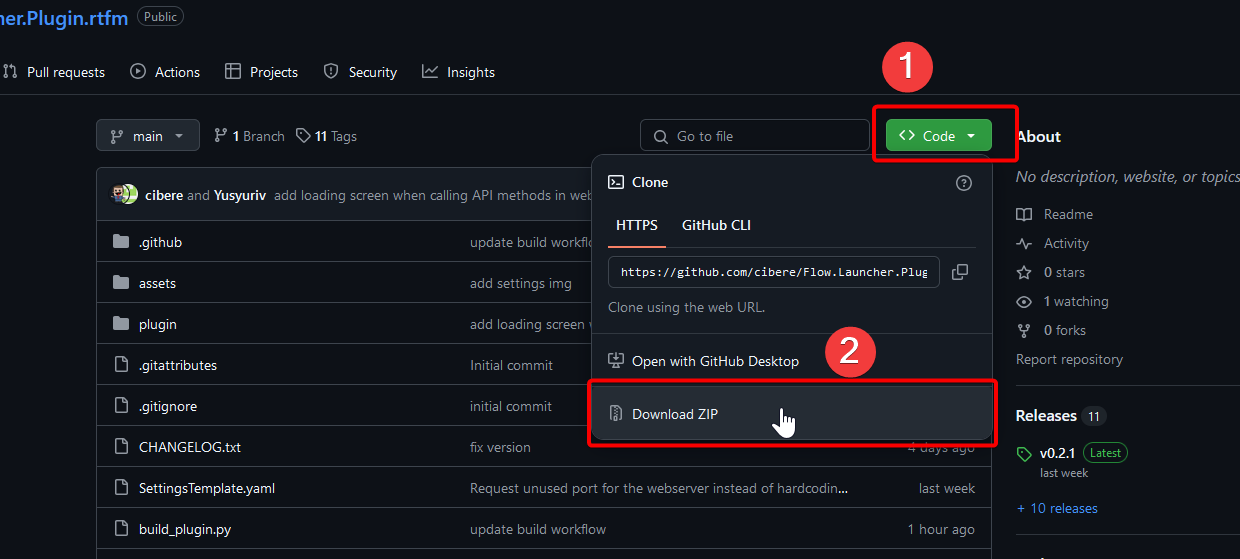 ner.Plugin.rtfm Public
Pull requests Actions Projects Security Insights
1
main 1 Branch 11 Tags Go to file Code
About
cibere and Yusyuriv add loading screen when calling API methods in web
Clone
No description, website, or topics
HTTPS GitHub CLI
Readme
.github update build workflo
Activity
https://github.com/cibere/Flow.Launcher.Plug
0 stars
assets add settings img
Clone using the web URL.
1 watching
plugin add loading screen w
0 forks
2
Open with GitHub Desktop
Report repository
.gitattributes Initial commit
Download ZIP
.gitignore initial commit
Releases 11
CHANGELOG.txt fix version 4 days ago
v0.2.1 Latest
last week
SettingsTemplate.yaml Request unused port for the webserver instead of hardcodin... last week
+ 10 releases
build_plugin.py update build workflow 1 hour ago